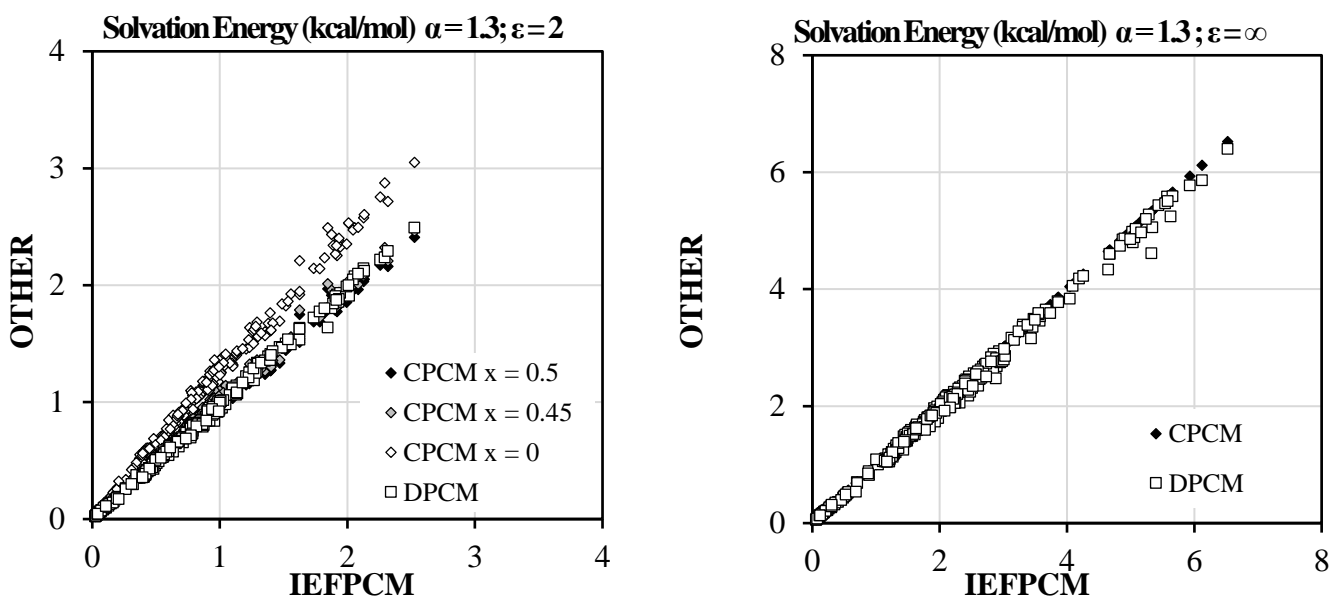 Solvation Energy (kcal/mol) α = 1.3; ε = 2
4
3
2
1
0
OTHER
CPCM x = 0.5
CPCM x = 0.45
CPCM x = 0
DPCM
0 1 2 3 4
IEFPCM
Solvation Energy (kcal/mol) α = 1.3 ; ε = ∞
8
6
4
2
0
OTHER
CPCM
DPCM
0 2 4 6 8
IEFPCM